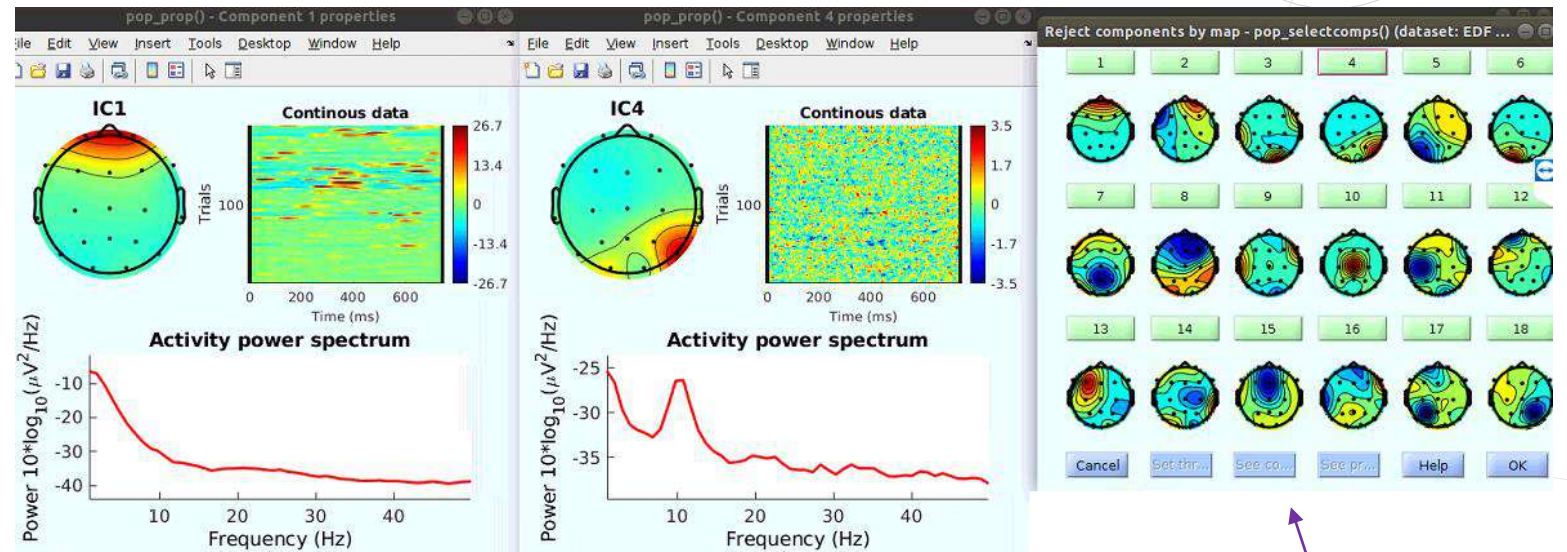 pop_prop() - Component 1 properties
File Edit View Insert Tools Desktop Window Help
IC1
Continous data
Trials
100
26.7
13.4
0
-13.4
-26.7
0 200 400 600
Time (ms)
Activity power spectrum
Power 10*log10(μV2/Hz)
-10
-20
-30
-40
10 20 30 40
Frequency (Hz)
pop_prop() - Component 4 properties
File Edit View Insert Tools Desktop Window Help
IC4
Continous data
Trials
100
3.5
1.7
0
-1.7
-3.5
0 200 400 600
Time (ms)
Activity power spectrum
Power 10*log10(μV2/Hz)
-25
-30
-35
10 20 30 40
Frequency (Hz)
Reject components by map - pop_selectcomps() (dataset: EDF ...
1 2 3 4 5 6
7 8 9 10 11 12
13 14 15 16 17 18
Cancel Set thr... See co... See pr... Help OK